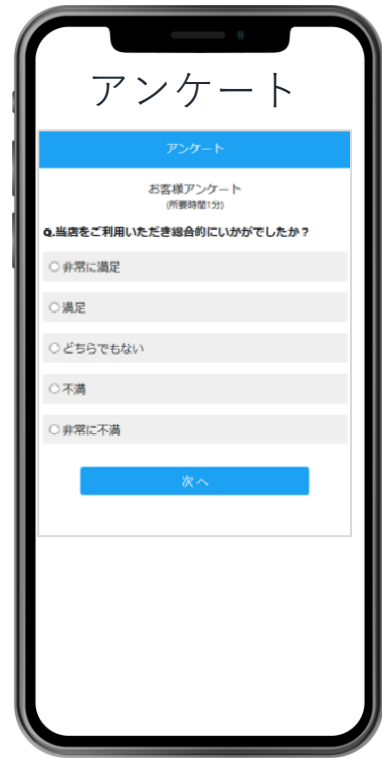 アンケート
アンケート
お客様アンケート
(所要時間1分)
Q.当店をご利用いただき総合的にいかがでしたか？
非常に満足
満足
どちらでもない
不満
非常に不満
次へ